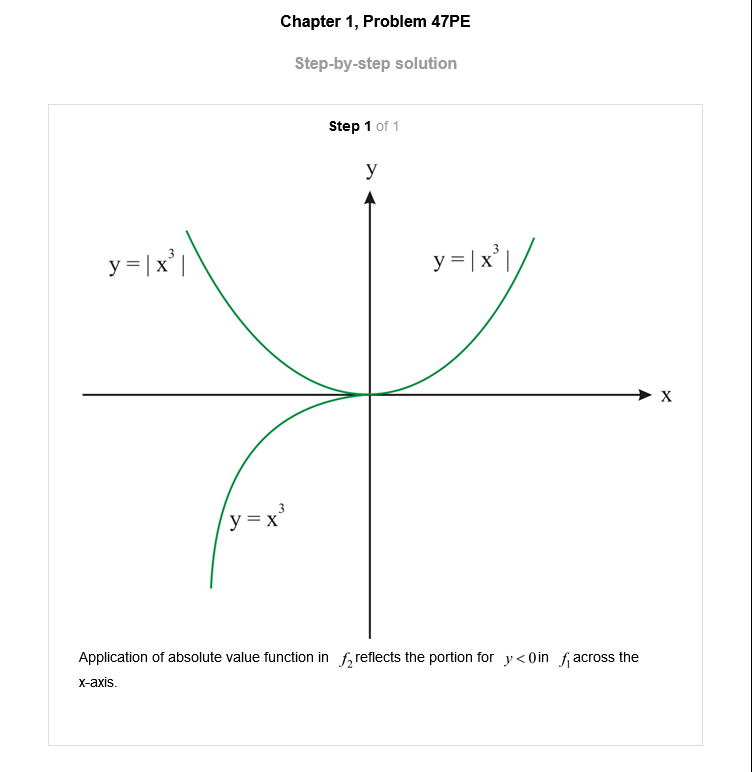 Chapter 1, Problem 47PE
Step-by-step solution
Step 1 of 1
y
y = | x³ |
y = | x³ |
x
y = x³
Application of absolute value function in f₂ reflects the portion for y < 0 in f₁ across the
x-axis.